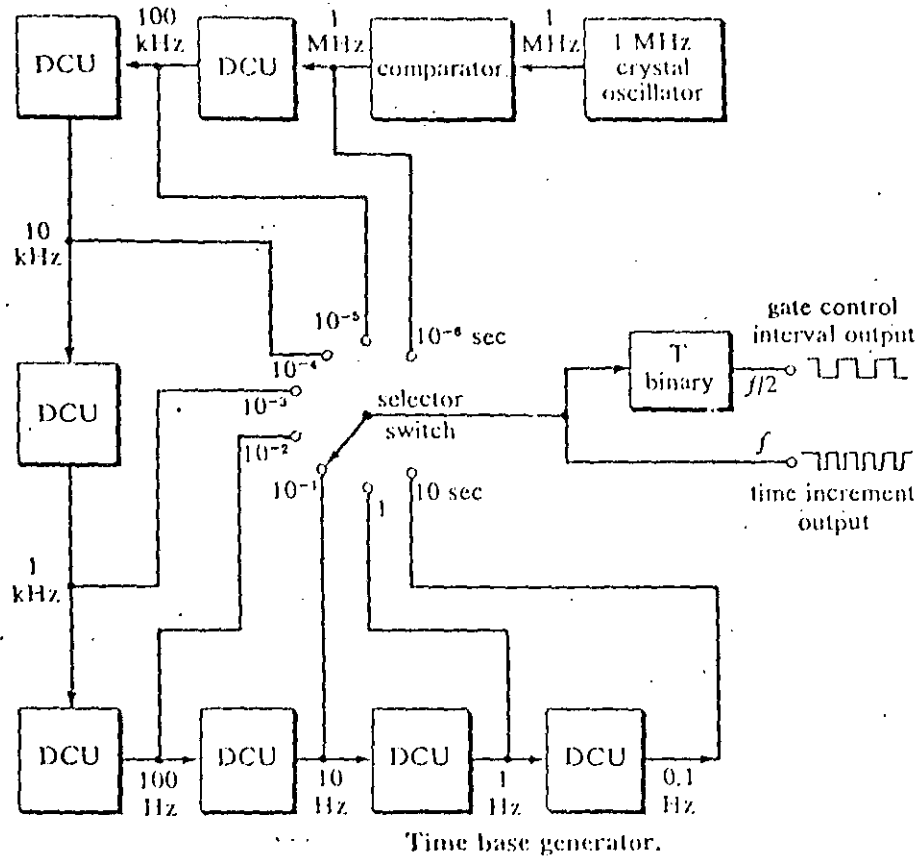 100
kHz
1
MHz
1
MHz
DCU
DCU
comparator.
1 MHz
crystal
oscillator
10
kHz
10⁻⁵
10⁻⁶ sec
10⁻⁴
gate control
interval output
T
binary
f/2
DCU
10⁻³
selector
switch
10⁻²
10⁻¹
1
10 sec
f
time increment
output
1
kHz
DCU
DCU
DCU
DCU
100
Hz
10
Hz
1
Hz
0.1
Hz
Time base generator.